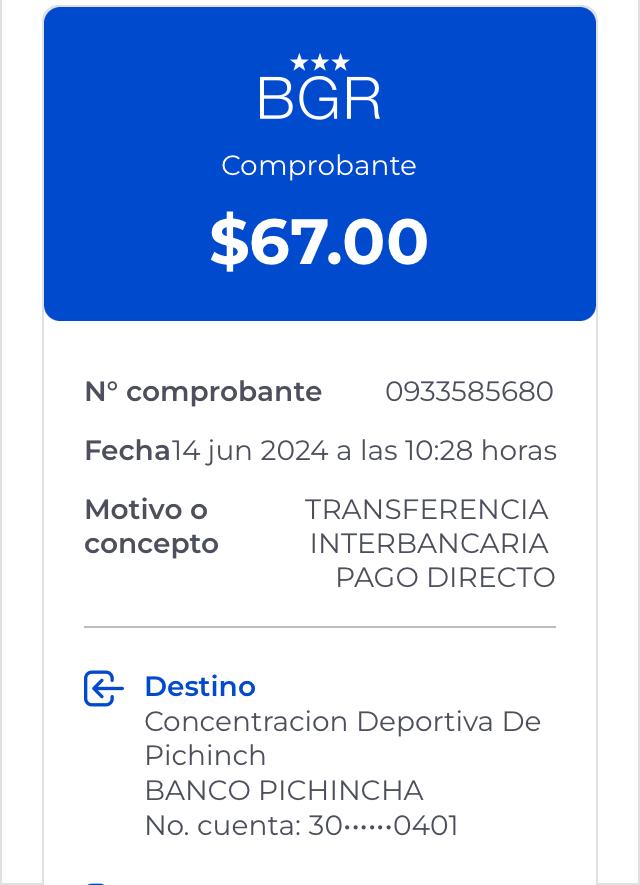 BGR
Comprobante
$67.00
N° comprobante 0933585680
Fecha14 jun 2024 a las 10:28 horas
Motivo o TRANSFERENCIA
concepto INTERBANCARIA
PAGO DIRECTO
Destino
Concentracion Deportiva De
Pichinch
BANCO PICHINCHA
No. cuenta: 30••••••0401